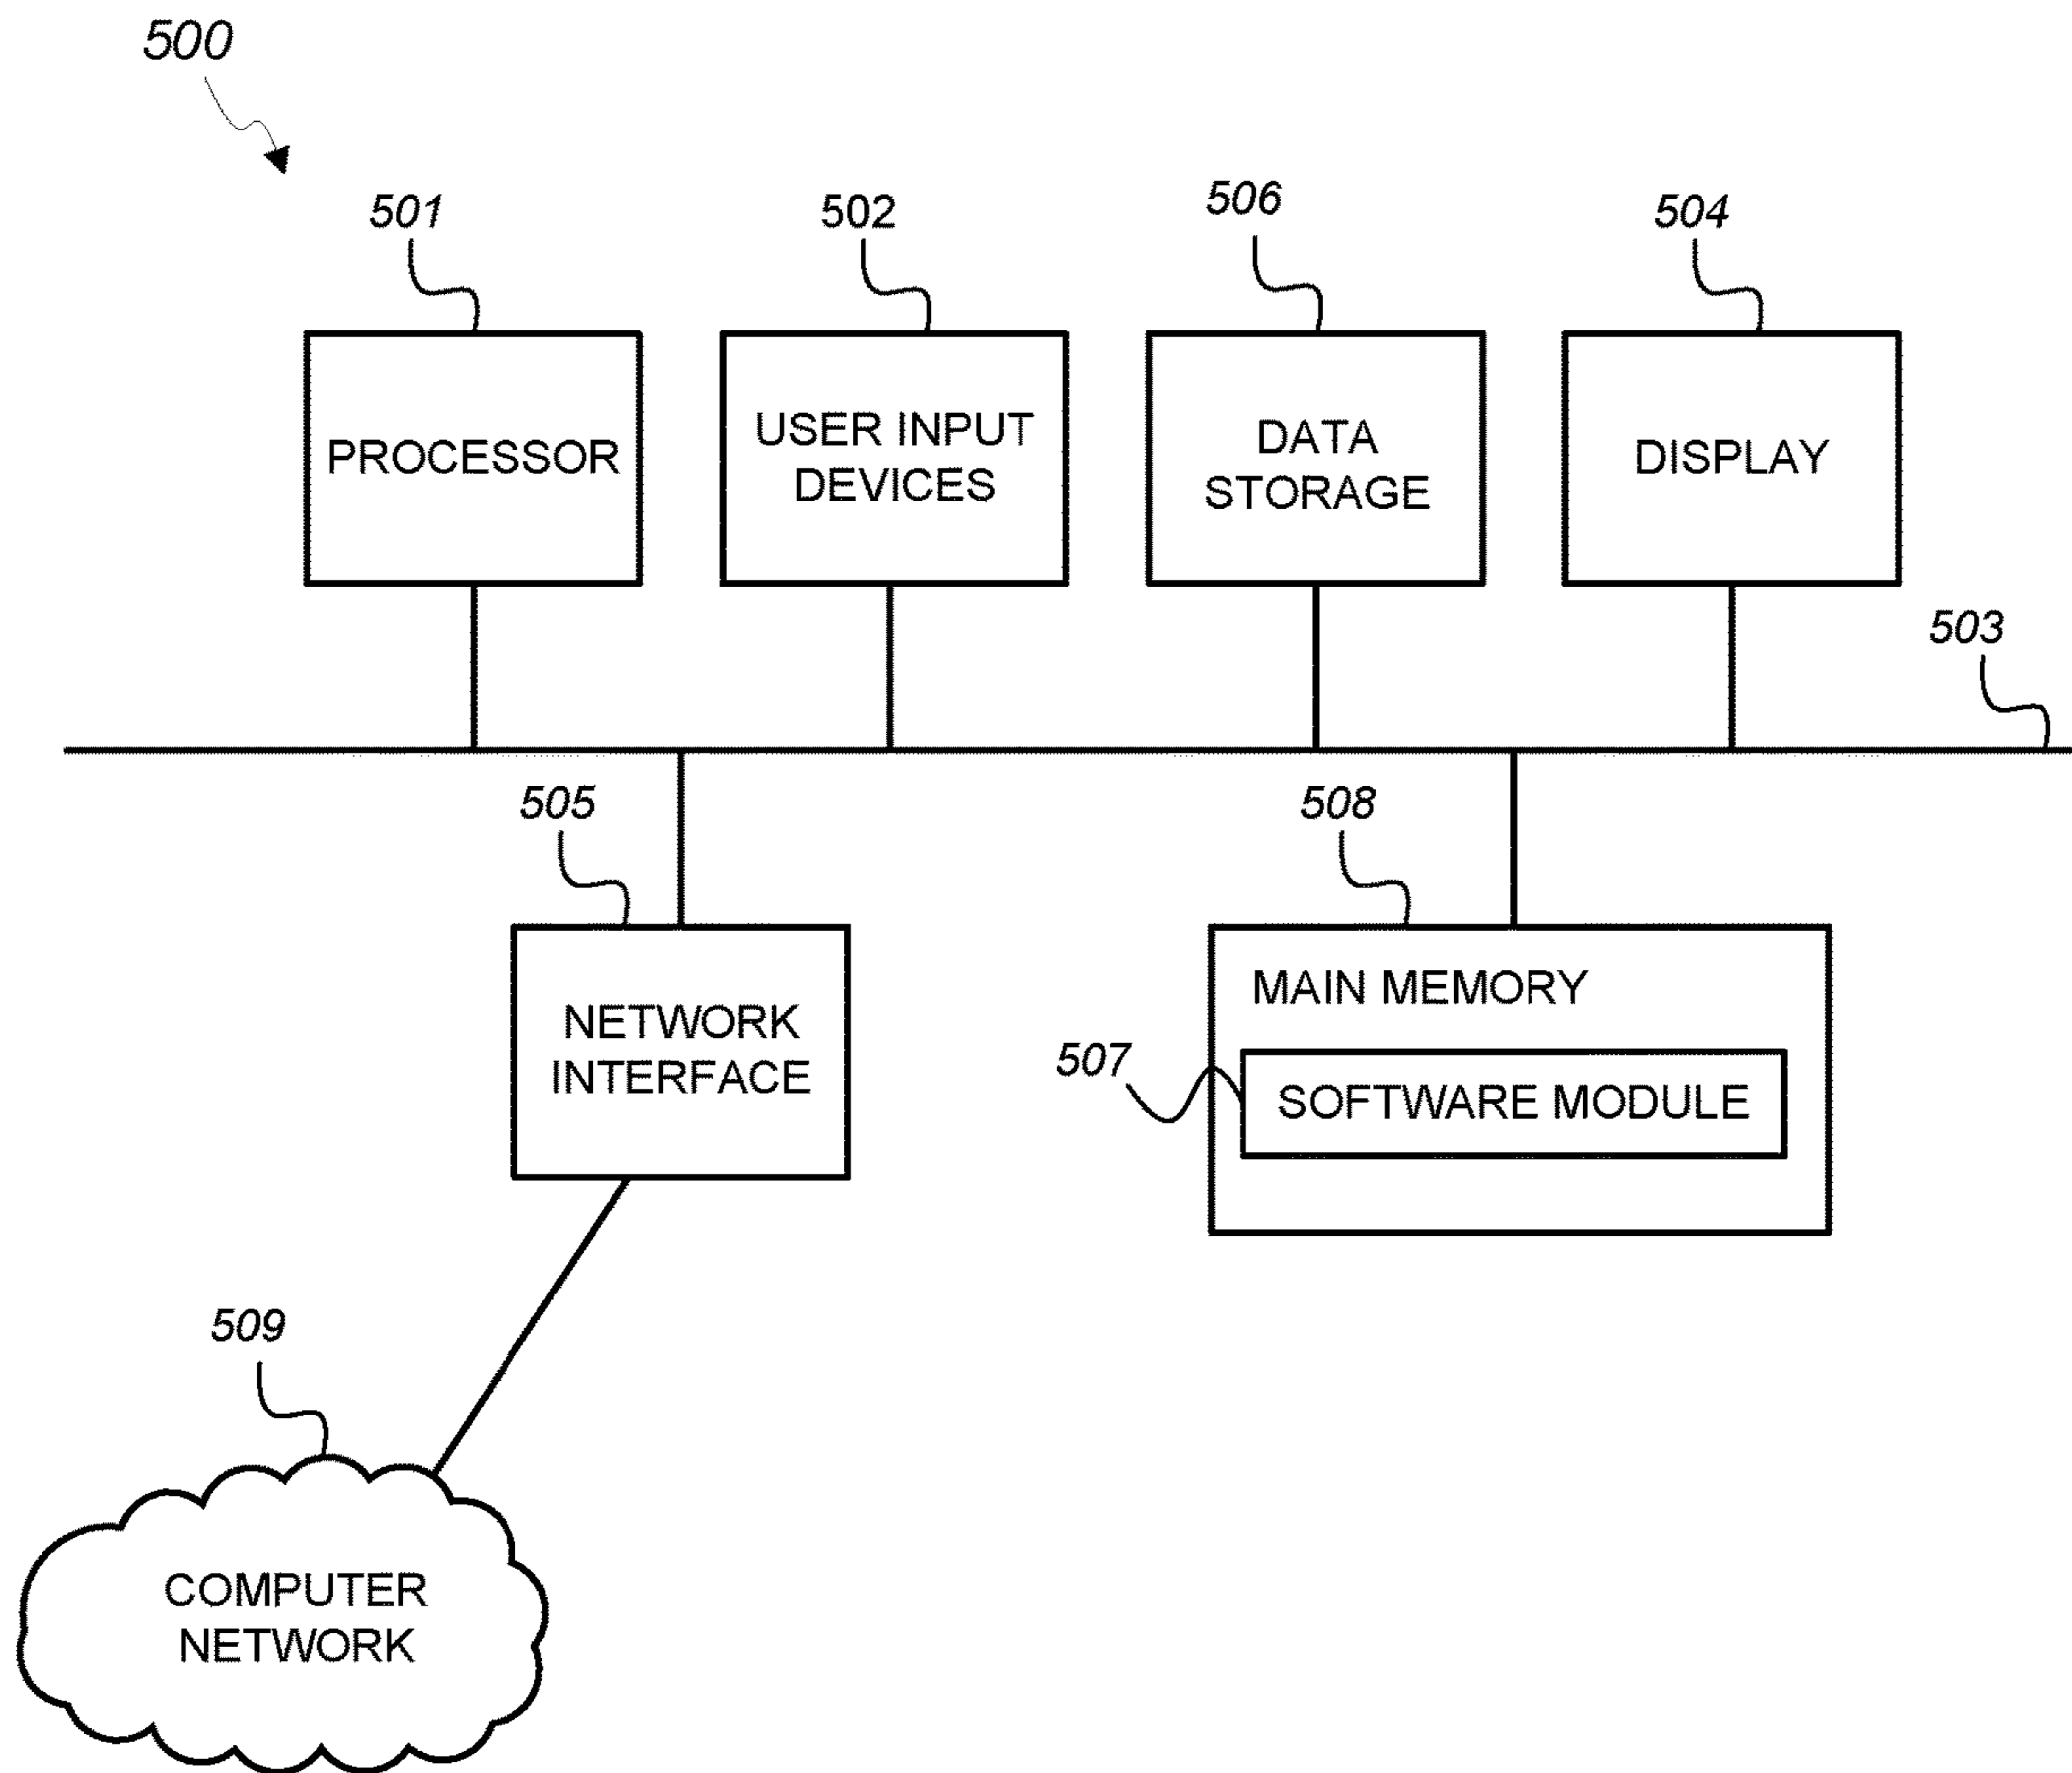 500
501
502
506
504
PROCESSOR
USER INPUT
DEVICES
DATA
STORAGE
DISPLAY
503
505
508
NETWORK
INTERFACE
MAIN MEMORY
507
SOFTWARE MODULE
509
COMPUTER
NETWORK